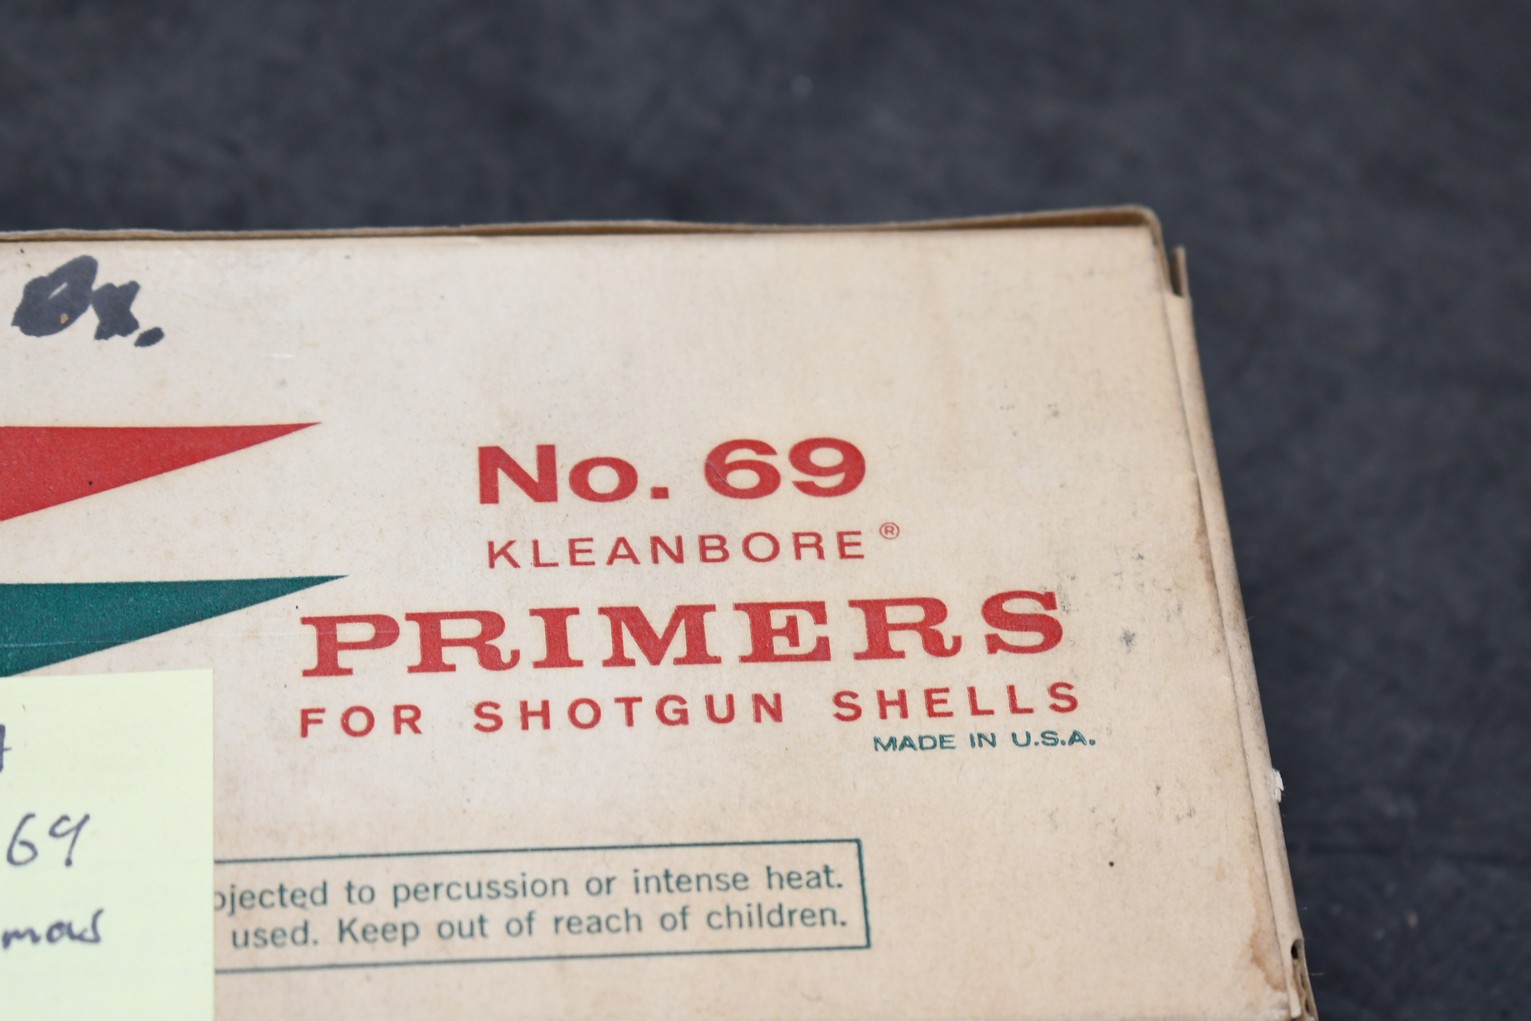 No. 69
KLEANBORE®
PRIMERS
FOR SHOTGUN SHELLS
MADE IN U.S.A.
69
to percussion or intense heat.
used. Keep out of reach of children.